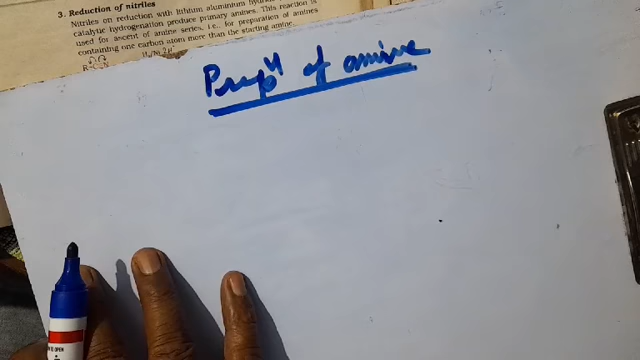 3. Reduction of nitriles
Nitriles on reduction with lithium aluminium hydride
catalytic hydrogenation produce primary amines. This reaction is
used for ascent of amine series, i.e., for preparation of amines
containing one carbon atom more than the starting amine.
Prepⁿ of amine